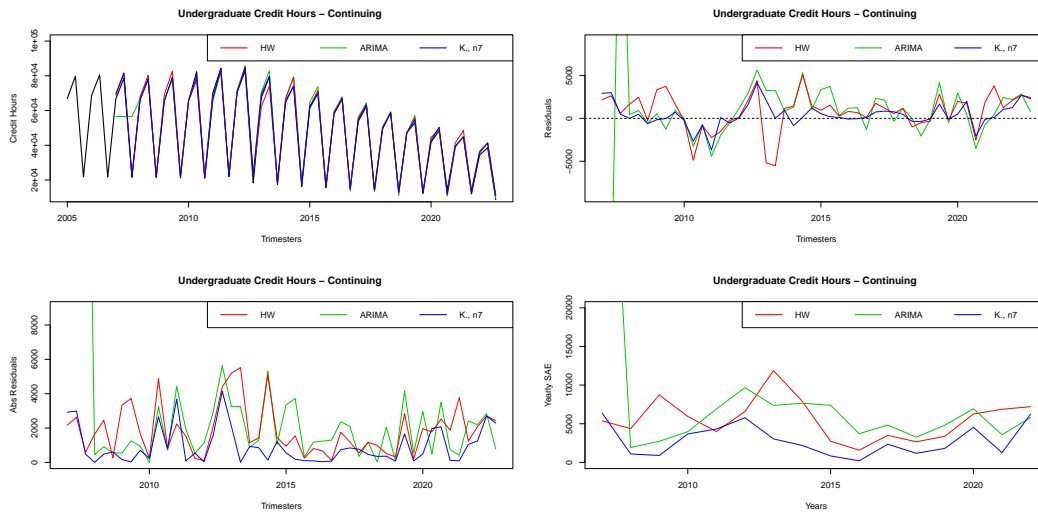 Undergraduate Credit Hours – Continuing
HW ARIMA K., n7
Credit Hours
2e+04 4e+04 6e+04 8e+04 1e+05
2005 2010 2015 2020
Trimesters
Undergraduate Credit Hours – Continuing
HW ARIMA K., n7
Residuals
−5000 0 5000
2010 2015 2020
Trimesters
Undergraduate Credit Hours – Continuing
HW ARIMA K., n7
Abs Residuals
0 2000 4000 6000 8000
2010 2015 2020
Trimesters
Undergraduate Credit Hours – Continuing
HW ARIMA K., n7
Yearly SAE
0 5000 10000 15000 20000
2010 2015 2020
Years